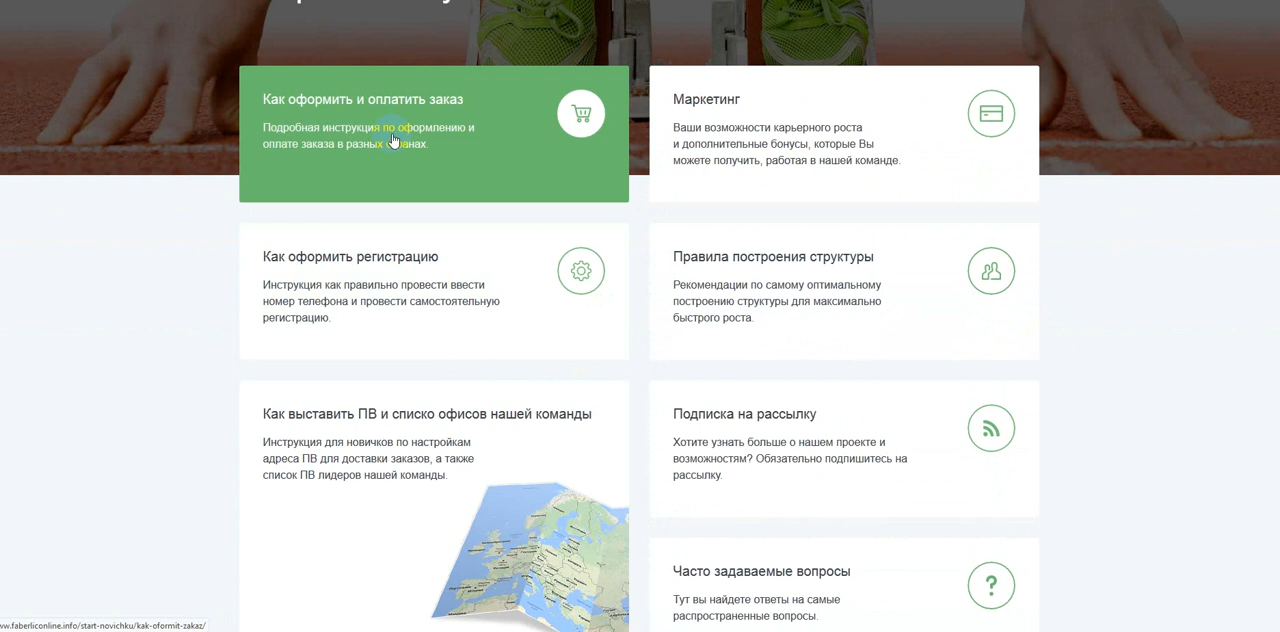 Как оформить и оплатить заказ
Подробная инструкция по оформлению и
оплате заказа в разных странах.
Маркетинг
Ваши возможности карьерного роста
и дополнительные бонусы, которые Вы
можете получить, работая в нашей команде.
Как оформить регистрацию
Инструкция как правильно провести ввести
номер телефона и провести самостоятельную
регистрацию.
Правила построения структуры
Рекомендации по самому оптимальному
построению структуры для максимально
быстрого роста.
Как выставить ПВ и списко офисов нашей команды
Инструкция для новичков по настройкам
адреса ПВ для доставки заказов, а также
список ПВ лидеров нашей команды.
Подписка на рассылку
Хотите узнать больше о нашем проекте и
возможностям? Обязательно подпишитесь на
рассылку.
Часто задаваемые вопросы
Тут вы найдете ответы на самые
распространенные вопросы.
ww.faberliconline.info/start-novichku/kak-oformit-zakaz/